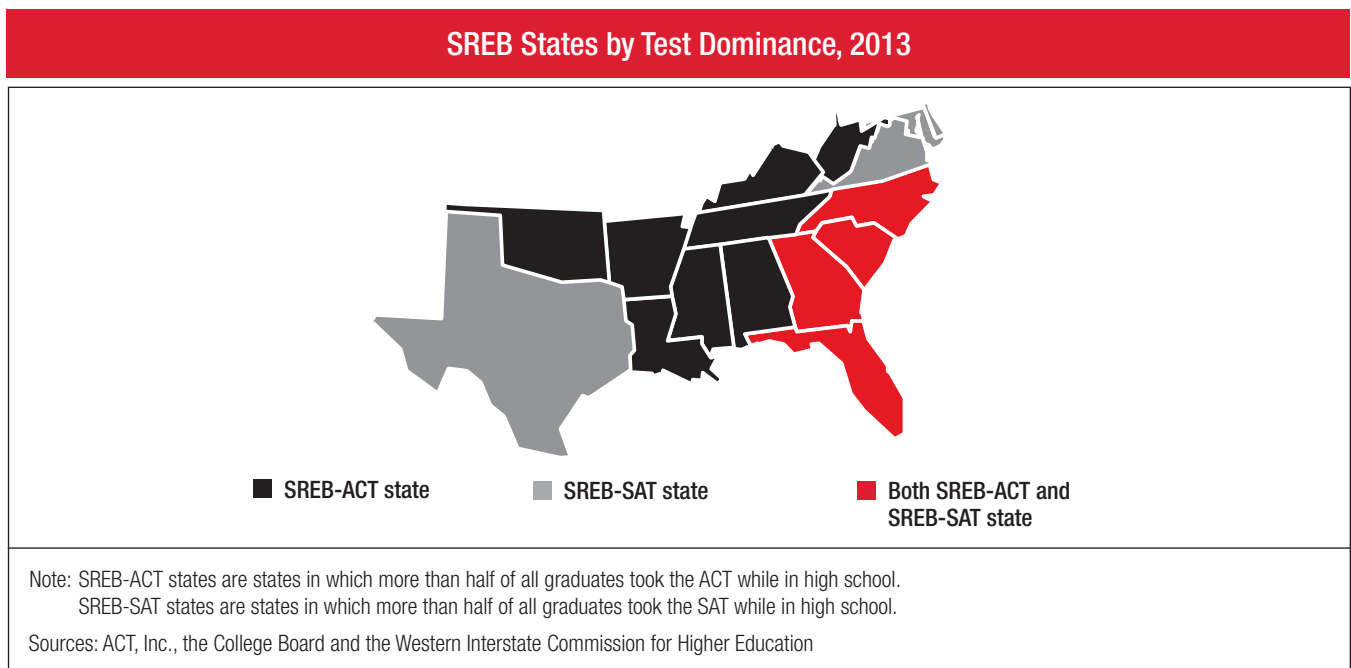 SREB States by Test Dominance, 2013
SREB-ACT state
SREB-SAT state
Both SREB-ACT and
SREB-SAT state
Note: SREB-ACT states are states in which more than half of all graduates took the ACT while in high school.
SREB-SAT states are states in which more than half of all graduates took the SAT while in high school.
Sources: ACT, Inc., the College Board and the Western Interstate Commission for Higher Education